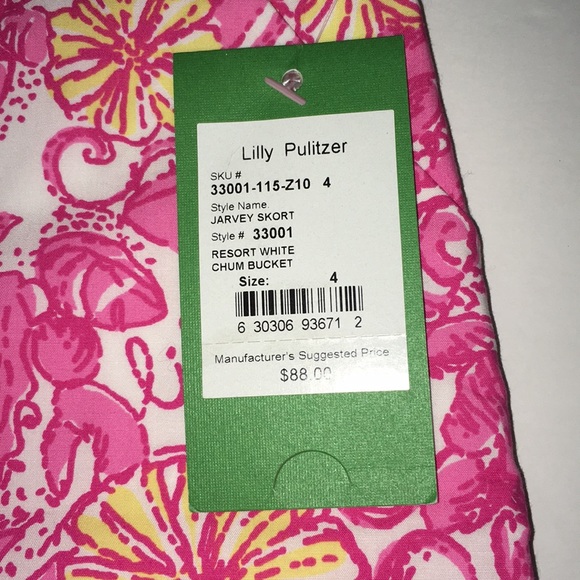 Lilly Pulitzer
SKU #
33001-115-Z10 4
Style Name.
JARVEY SKORT
Style # 33001
RESORT WHITE
CHUM BUCKET
Size: 4
6 30306 93671 2
Manufacturer's Suggested Price
$88.00